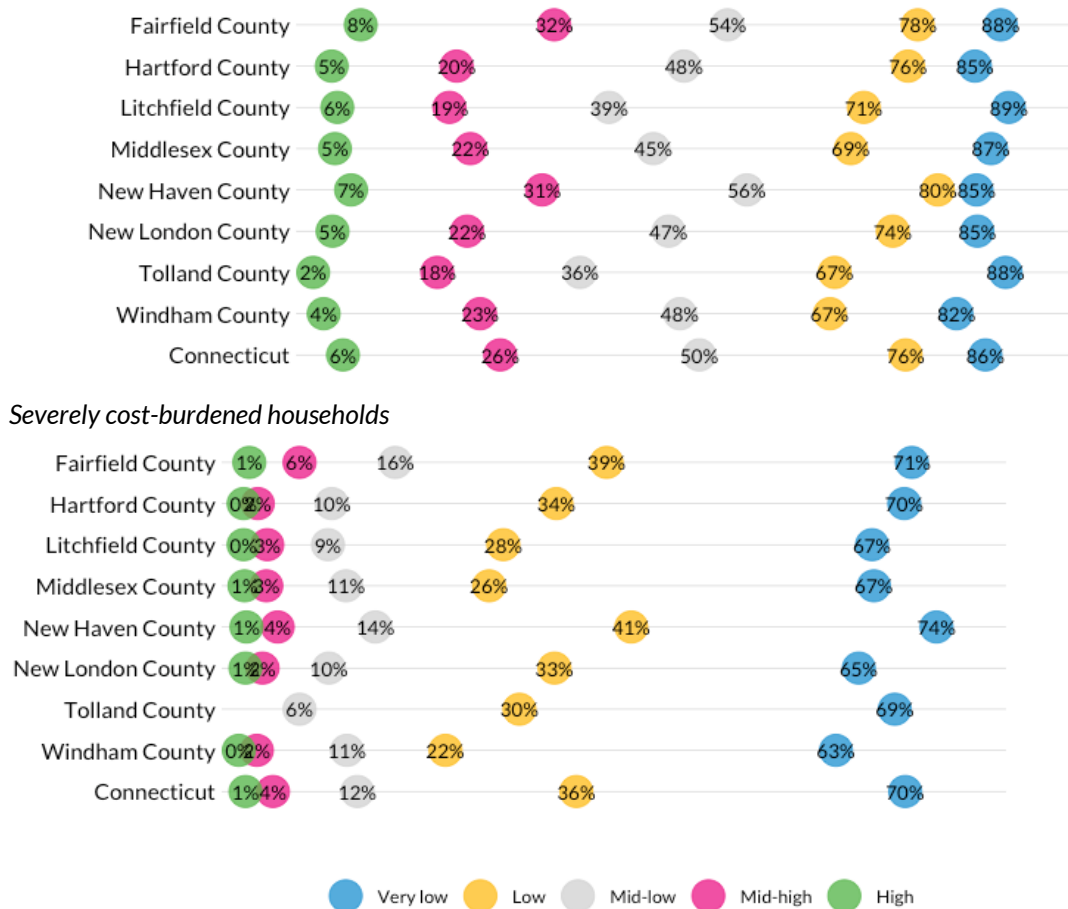 Fairfield County 8% 32% 54% 78% 88%
Hartford County 5% 20% 48% 76% 85%
Litchfield County 6% 19% 39% 71% 89%
Middlesex County 5% 22% 45% 69% 87%
New Haven County 7% 31% 56% 80% 85%
New London County 5% 22% 47% 74% 85%
Tolland County 2% 18% 36% 67% 88%
Windham County 4% 23% 48% 67% 82%
Connecticut 6% 26% 50% 76% 86%
Severely cost-burdened households
Fairfield County 1% 6% 16% 39% 71%
Hartford County 0% 2% 10% 34% 70%
Litchfield County 0% 3% 9% 28% 67%
Middlesex County 1% 3% 11% 26% 67%
New Haven County 1% 4% 14% 41% 74%
New London County 1% 2% 10% 33% 65%
Tolland County 6% 30% 69%
Windham County 0% 2% 11% 22% 63%
Connecticut 1% 4% 12% 36% 70%
Very low Low Mid-low Mid-high High